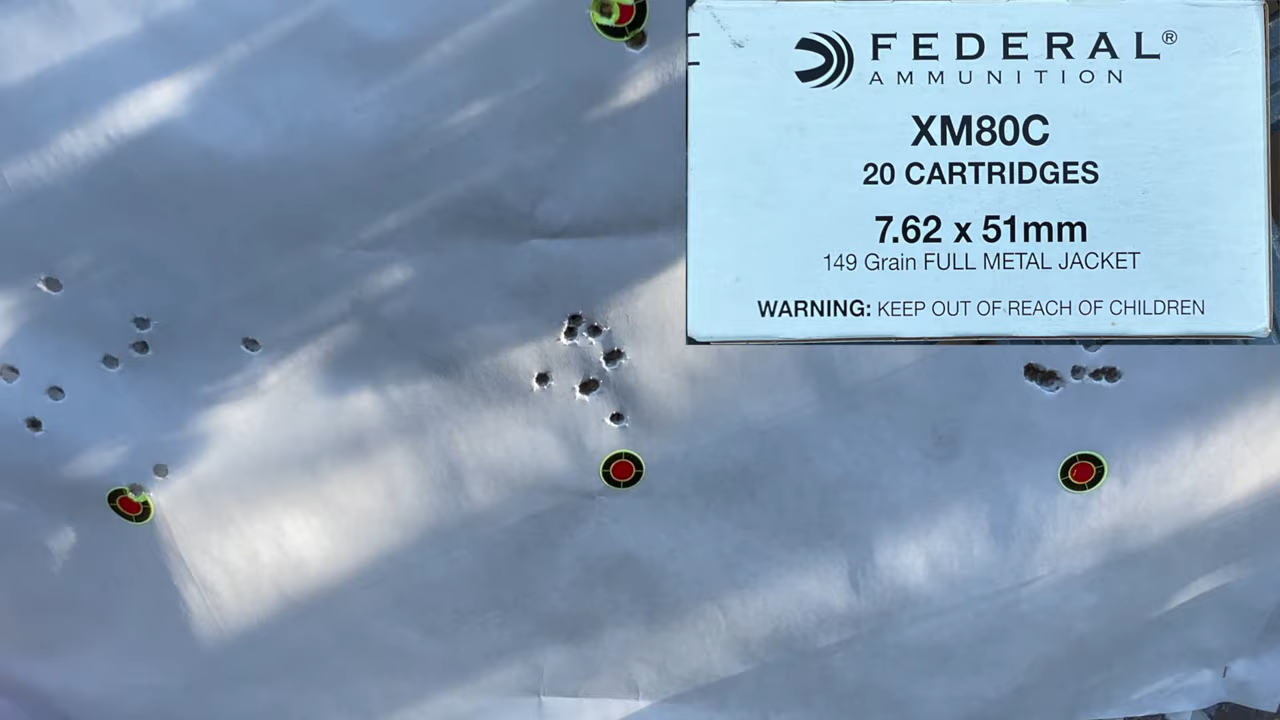 FEDERAL®
AMMUNITION
XM80C
20 CARTRIDGES
7.62 x 51mm
149 Grain FULL METAL JACKET
WARNING: KEEP OUT OF REACH OF CHILDREN